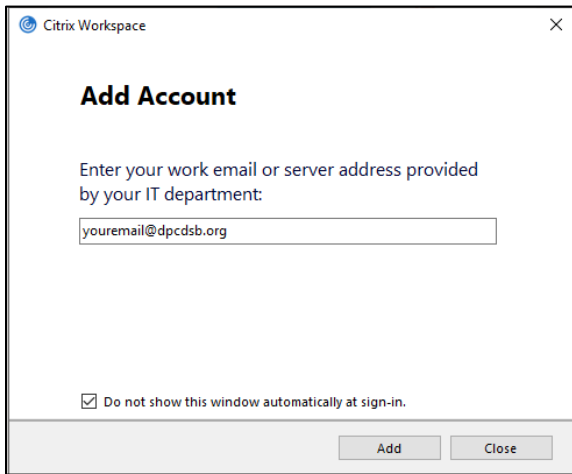 Citrix Workspace
Add Account
Enter your work email or server address provided
by your IT department:
youremail@dpcdsb.org
Do not show this window automatically at sign-in.
Add
Close